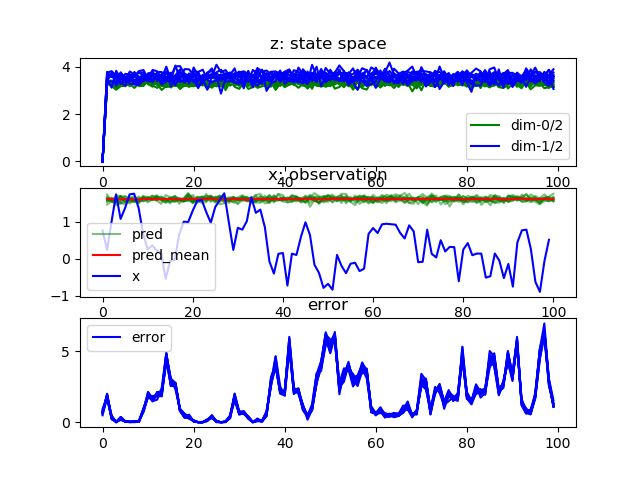 z: state space
4
2
0
dim-0/2
dim-1/2
0 20 40 60 80 100
x: observation
1
0
−1
pred
pred_mean
x
0 20 40 60 80 100
error
5
0
error
0 20 40 60 80 100